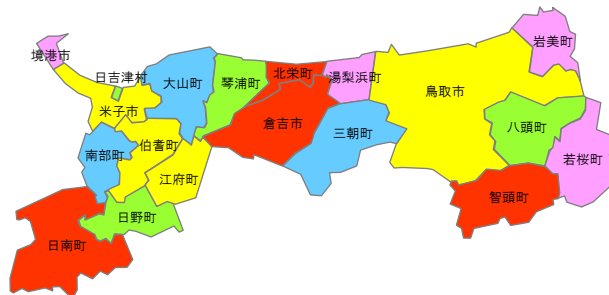 境港市
日吉津村
米子市
大山町
琴浦町
北栄町
湯梨浜町
鳥取市
岩美町
倉吉市
三朝町
八頭町
若桜町
智頭町
南部町
伯耆町
江府町
日野町
日南町